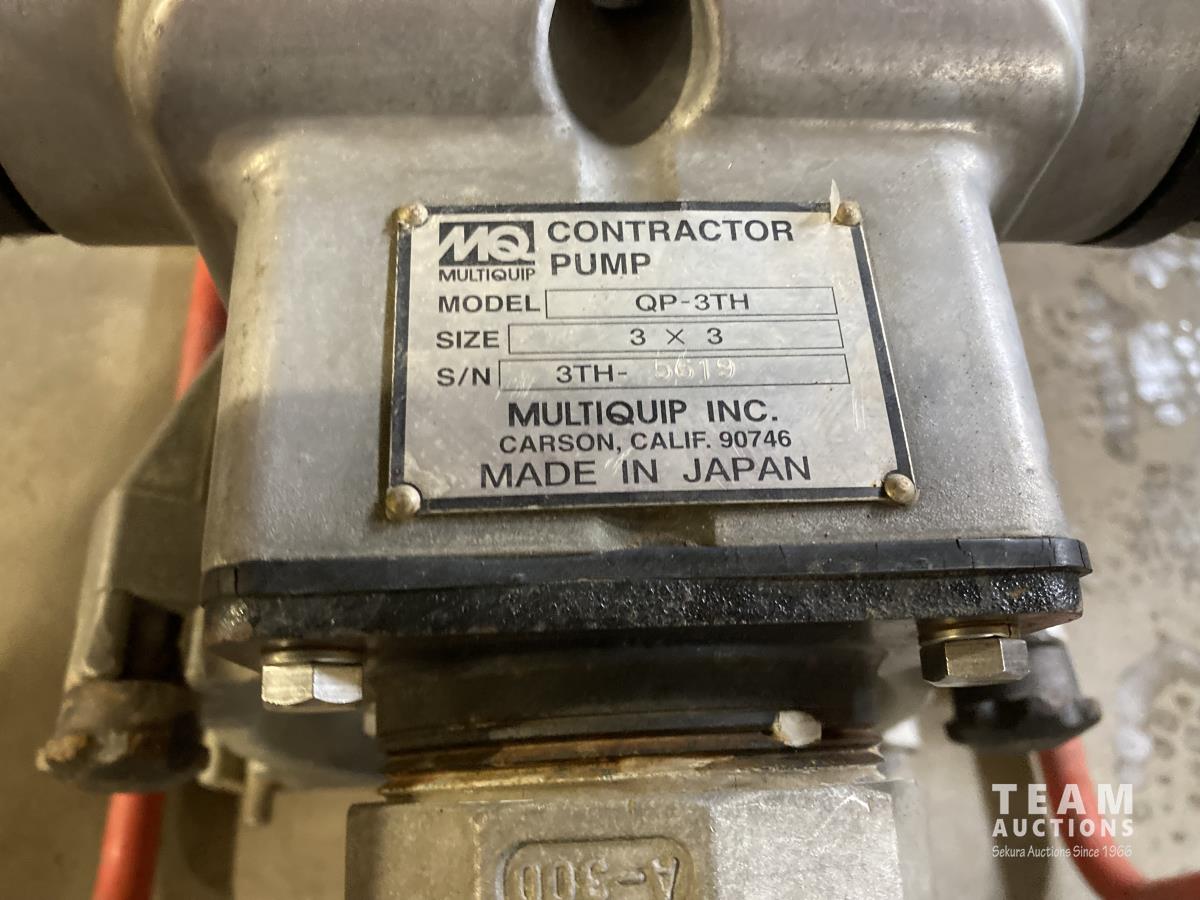 MQ
MULTIQUIP
CONTRACTOR
PUMP
MODEL QP-3TH
SIZE 3 × 3
S/N 3TH- 5619
MULTIQUIP INC.
CARSON, CALIF. 90746
MADE IN JAPAN
A-300
TEAM
AUCTIONS
Sekura Auctions Since 1966